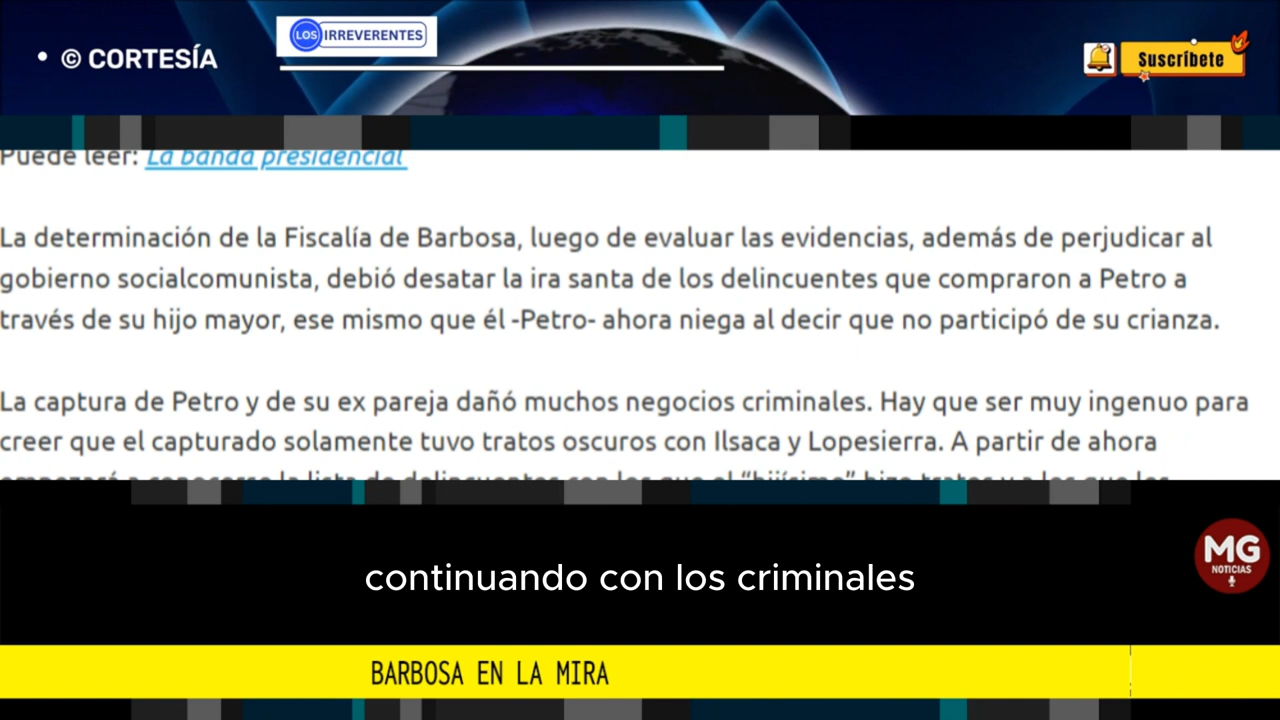 • © CORTESÍA
LOS IRREVERENTES
Suscríbete
Puede leer: La banda presidencial
La determinación de la Fiscalía de Barbosa, luego de evaluar las evidencias, además de perjudicar al
gobierno socialcomunista, debió desatar la ira santa de los delincuentes que compraron a Petro a
través de su hijo mayor, ese mismo que él -Petro- ahora niega al decir que no participó de su crianza.
La captura de Petro y de su ex pareja dañó muchos negocios criminales. Hay que ser muy ingenuo para
creer que el capturado solamente tuvo tratos oscuros con Ilsaca y Lopesierra. A partir de ahora
continuando con los criminales
MG
NOTICIAS
BARBOSA EN LA MIRA